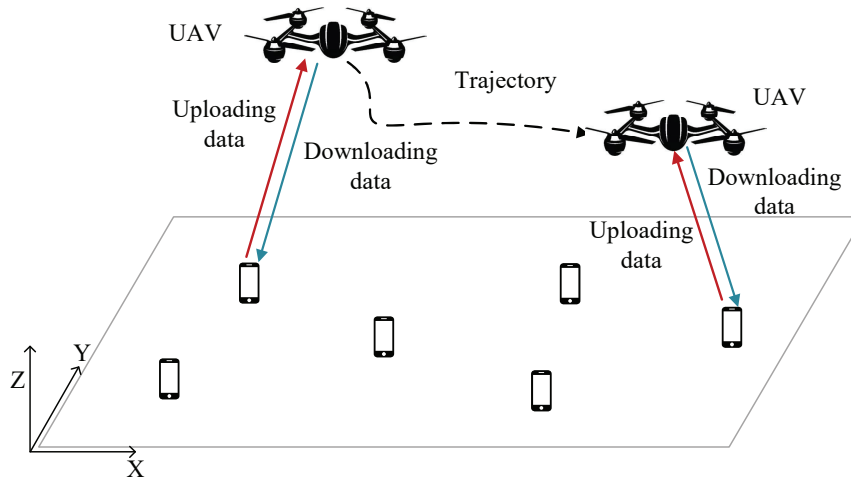 UAV
Trajectory
UAV
Uploading
data
Downloading
data
Downloading
data
Uploading
data
Y
Z
X